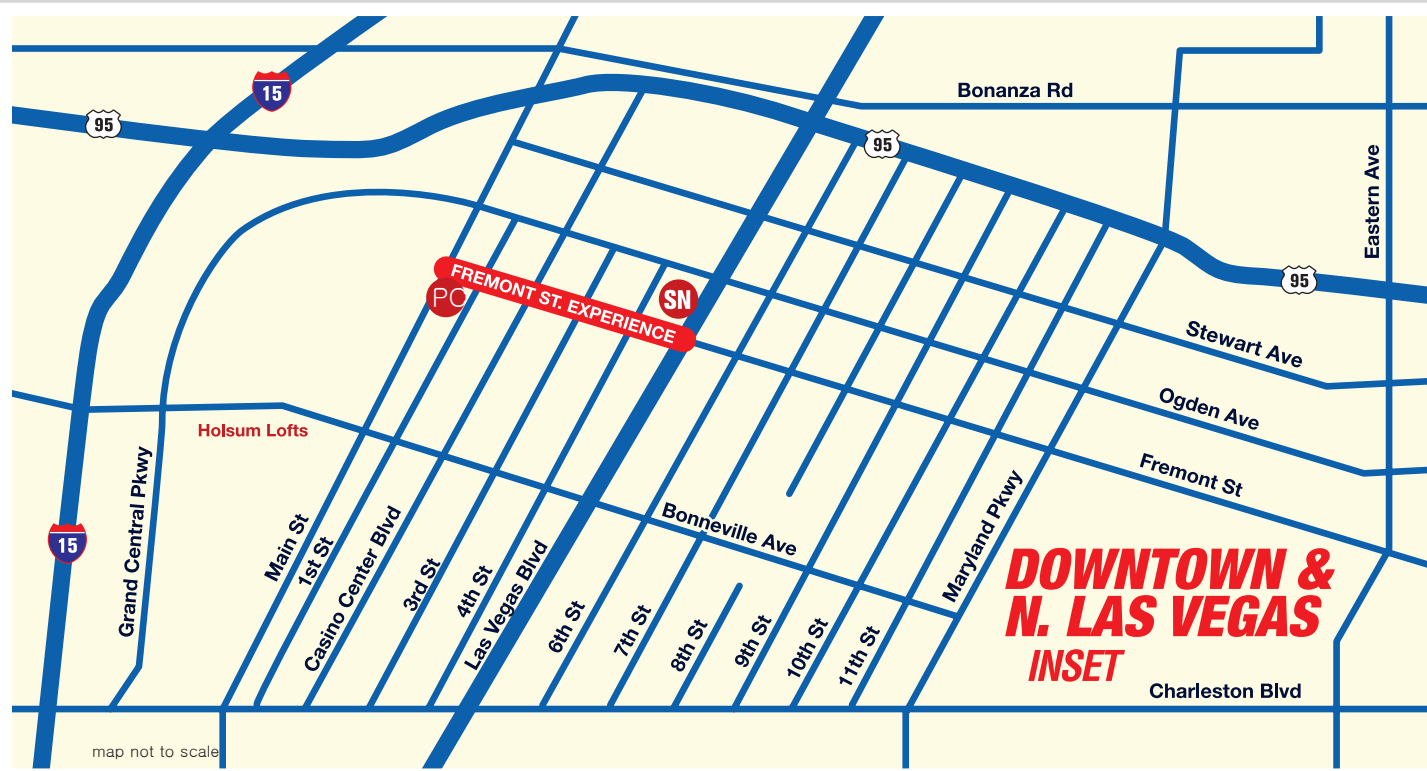 15
Bonanza Rd
95
95
Eastern Ave
95
FREMONT ST. EXPERIENCE
PO
SN
Stewart Ave
Ogden Ave
Fremont St
Holsum Lofts
Grand Central Pkwy
15
Main St
1st St
Casino Center Blvd
3rd St
4th St
Las Vegas Blvd
6th St
7th St
8th St
9th St
10th St
11th St
Bonneville Ave
Maryland Pkwy
DOWNTOWN &
N. LAS VEGAS
INSET
Charleston Blvd
map not to scale